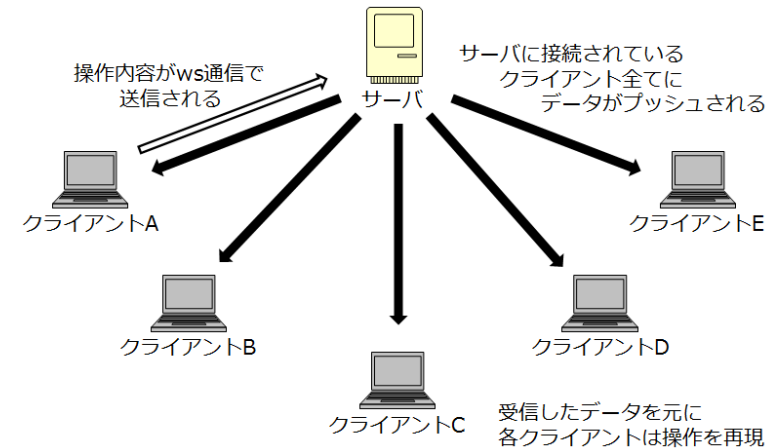 操作内容がws通信で
送信される
サーバ
サーバに接続されている
クライアント全てに
データがプッシュされる
クライアントA
クライアントE
クライアントB
クライアントD
クライアントC
受信したデータを元に
各クライアントは操作を再現